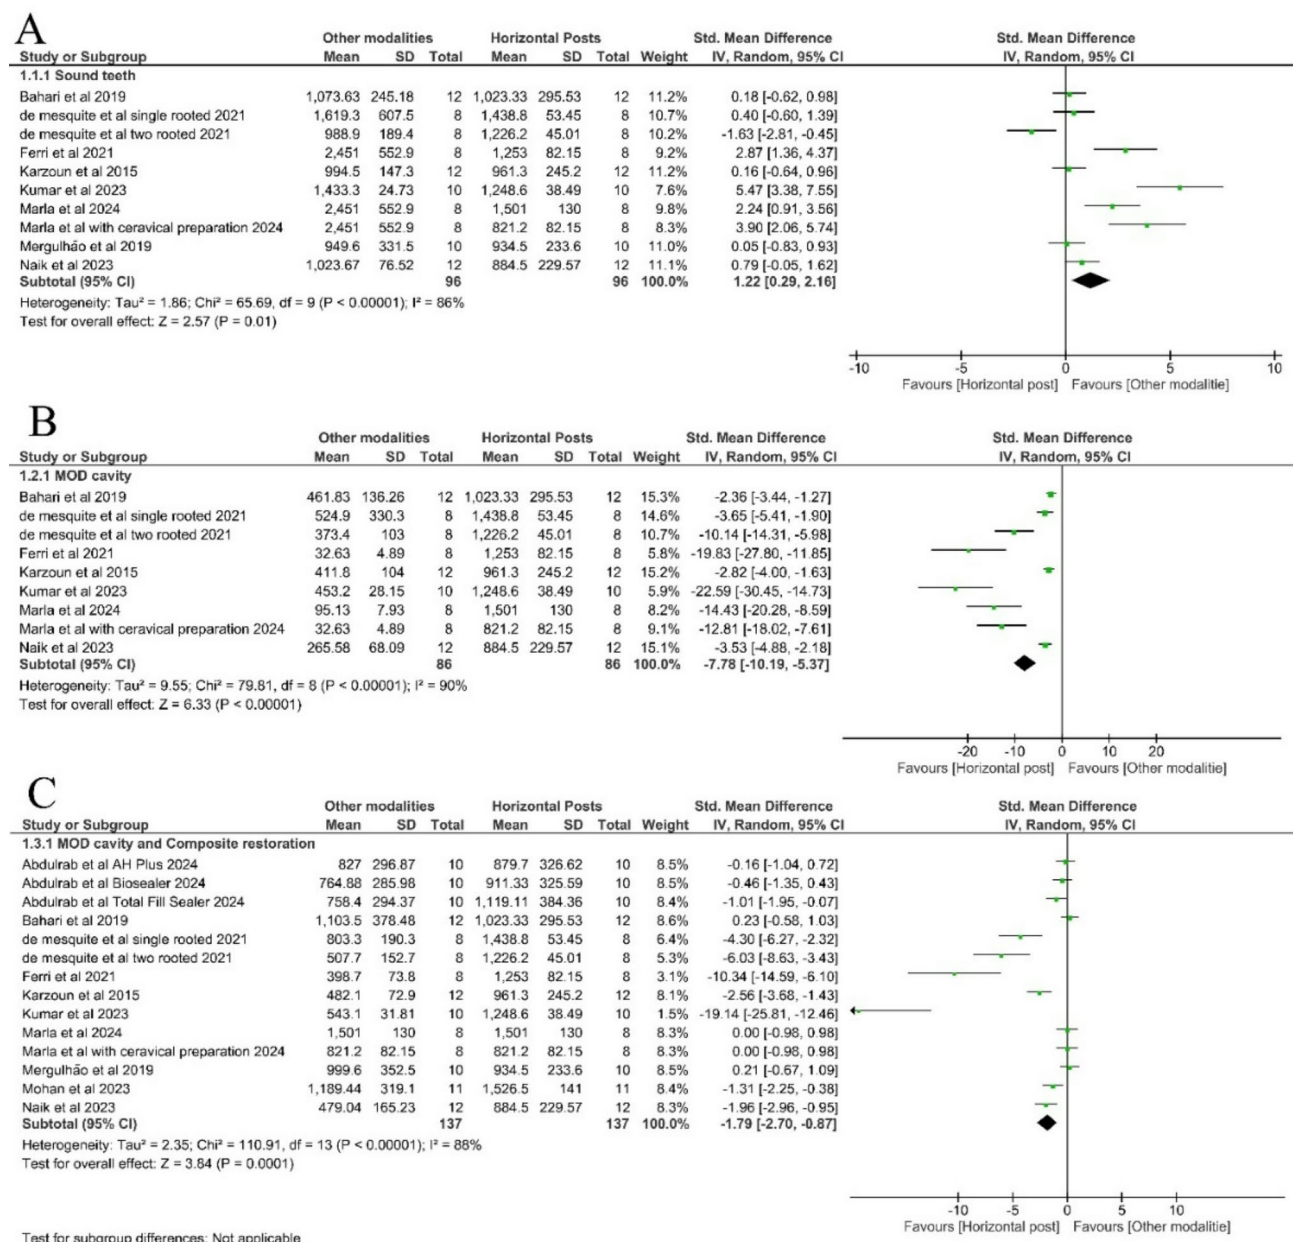 A
Other modalities Horizontal Posts Std. Mean Difference Std. Mean Difference
Study or Subgroup Mean SD Total Mean SD Total Weight IV, Random, 95% CI IV, Random, 95% CI
1.1.1 Sound teeth
Bahari et al 2019 1,073.63 245.18 12 1,023.33 295.53 12 11.2% 0.18 [-0.62, 0.98]
de mesquite et al single rooted 2021 1,619.3 607.5 8 1,438.8 53.45 8 10.7% 0.40 [-0.60, 1.39]
de mesquite et al two rooted 2021 988.9 189.4 8 1,226.2 45.01 8 10.2% -1.63 [-2.81, -0.45]
Ferri et al 2021 2,451 552.9 8 1,253 82.15 8 9.2% 2.87 [1.36, 4.37]
Karzoun et al 2015 994.5 147.3 12 961.3 245.2 12 11.2% 0.16 [-0.64, 0.96]
Kumar et al 2023 1,433.3 24.73 10 1,248.6 38.49 10 7.6% 5.47 [3.38, 7.55]
Marla et al 2024 2,451 552.9 8 1,501 130 8 9.8% 2.24 [0.91, 3.56]
Marla et al with ceravical preparation 2024 2,451 552.9 8 821.2 82.15 8 8.3% 3.90 [2.06, 5.74]
Mergulhão et al 2019 949.6 331.5 10 934.5 233.6 10 11.0% 0.05 [-0.83, 0.93]
Naik et al 2023 1,023.67 76.52 12 884.5 229.57 12 11.1% 0.79 [-0.05, 1.62]
Subtotal (95% CI) 96 96 100.0% 1.22 [0.29, 2.16]
Heterogeneity: Tau² = 1.86; Chi² = 65.69, df = 9 (P < 0.00001); I² = 86%
Test for overall effect: Z = 2.57 (P = 0.01)
-10 -5 0 5 10
Favours [Horizontal post] Favours [Other modalitie]
B
Other modalities Horizontal Posts Std. Mean Difference Std. Mean Difference
Study or Subgroup Mean SD Total Mean SD Total Weight IV, Random, 95% CI IV, Random, 95% CI
1.2.1 MOD cavity
Bahari et al 2019 461.83 136.26 12 1,023.33 295.53 12 15.3% -2.36 [-3.44, -1.27]
de mesquite et al single rooted 2021 524.9 330.3 8 1,438.8 53.45 8 14.6% -3.65 [-5.41, -1.90]
de mesquite et al two rooted 2021 373.4 103 8 1,226.2 45.01 8 10.7% -10.14 [-14.31, -5.98]
Ferri et al 2021 32.63 4.89 8 1,253 82.15 8 5.8% -19.83 [-27.80, -11.85]
Karzoun et al 2015 411.8 104 12 961.3 245.2 12 15.2% -2.82 [-4.00, -1.63]
Kumar et al 2023 453.2 28.15 10 1,248.6 38.49 10 5.9% -22.59 [-30.45, -14.73]
Marla et al 2024 95.13 7.93 8 1,501 130 8 8.2% -14.43 [-20.28, -8.59]
Marla et al with ceravical preparation 2024 32.63 4.89 8 821.2 82.15 8 9.1% -12.81 [-18.02, -7.61]
Naik et al 2023 265.58 68.09 12 884.5 229.57 12 15.1% -3.53 [-4.88, -2.18]
Subtotal (95% CI) 86 86 100.0% -7.78 [-10.19, -5.37]
Heterogeneity: Tau² = 9.55; Chi² = 79.81, df = 8 (P < 0.00001); I² = 90%
Test for overall effect: Z = 6.33 (P < 0.00001)
-20 -10 0 10 20
Favours [Horizontal post] Favours [Other modalitie]
C
Other modalities Horizontal Posts Std. Mean Difference Std. Mean Difference
Study or Subgroup Mean SD Total Mean SD Total Weight IV, Random, 95% CI IV, Random, 95% CI
1.3.1 MOD cavity and Composite restoration
Abdulrab et al AH Plus 2024 827 296.87 10 879.7 326.62 10 8.5% -0.16 [-1.04, 0.72]
Abdulrab et al Biosealer 2024 764.88 285.98 10 911.33 325.59 10 8.5% -0.46 [-1.35, 0.43]
Abdulrab et al Total Fill Sealer 2024 758.4 294.37 10 1,119.11 384.36 10 8.4% -1.01 [-1.95, -0.07]
Bahari et al 2019 1,103.5 378.48 12 1,023.33 295.53 12 8.6% 0.23 [-0.58, 1.03]
de mesquite et al single rooted 2021 803.3 190.3 8 1,438.8 53.45 8 6.4% -4.30 [-6.27, -2.32]
de mesquite et al two rooted 2021 507.7 152.7 8 1,226.2 45.01 8 5.3% -6.03 [-8.63, -3.43]
Ferri et al 2021 398.7 73.8 8 1,253 82.15 8 3.1% -10.34 [-14.59, -6.10]
Karzoun et al 2015 482.1 72.9 12 961.3 245.2 12 8.1% -2.56 [-3.68, -1.43]
Kumar et al 2023 543.1 31.81 10 1,248.6 38.49 10 1.5% -19.14 [-25.81, -12.46]
Marla et al 2024 1,501 130 8 1,501 130 8 8.3% 0.00 [-0.98, 0.98]
Marla et al with ceravical preparation 2024 821.2 82.15 8 821.2 82.15 8 8.3% 0.00 [-0.98, 0.98]
Mergulhão et al 2019 999.6 352.5 10 934.5 233.6 10 8.5% 0.21 [-0.67, 1.09]
Mohan et al 2023 1,189.44 319.1 11 1,526.5 141 11 8.4% -1.31 [-2.25, -0.38]
Naik et al 2023 479.04 165.23 12 884.5 229.57 12 8.3% -1.96 [-2.96, -0.95]
Subtotal (95% CI) 137 137 100.0% -1.79 [-2.70, -0.87]
Heterogeneity: Tau² = 2.35; Chi² = 110.91, df = 13 (P < 0.00001); I² = 88%
Test for overall effect: Z = 3.84 (P = 0.0001)
-10 -5 0 5 10
Favours [Horizontal post] Favours [Other modalitie]
Test for subgroup differences: Not applicable